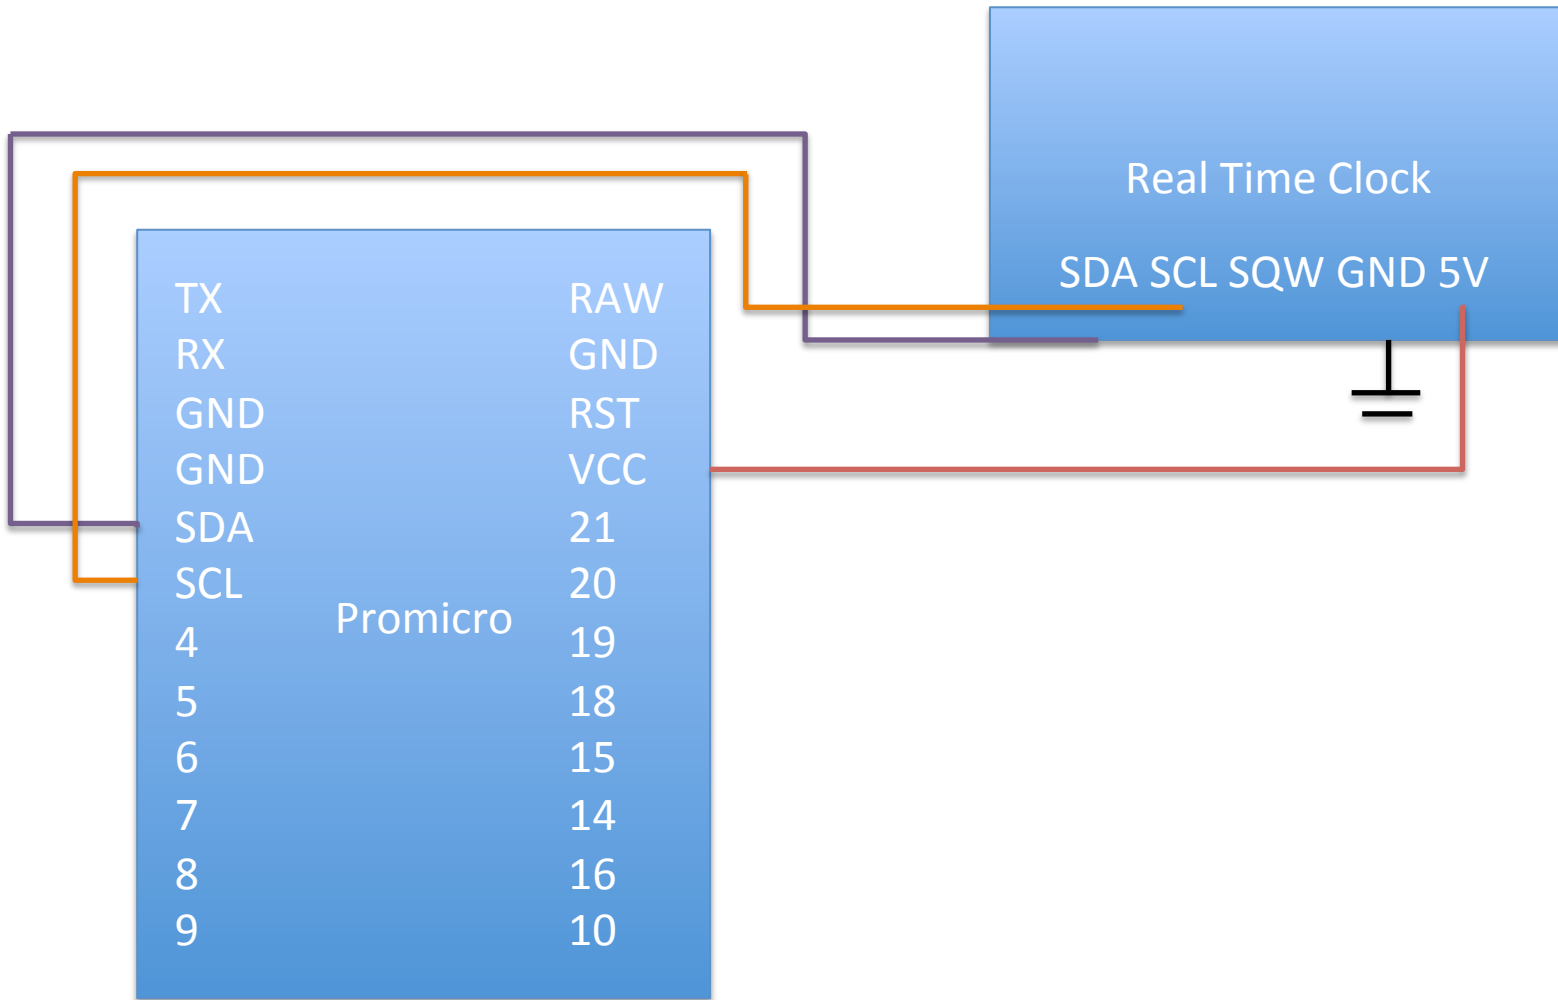 Real Time Clock
SDA SCL SQW GND 5V
TX RAW
RX GND
GND RST
GND VCC
SDA 21
SCL 20
Promicro
4 19
5 18
6 15
7 14
8 16
9 10